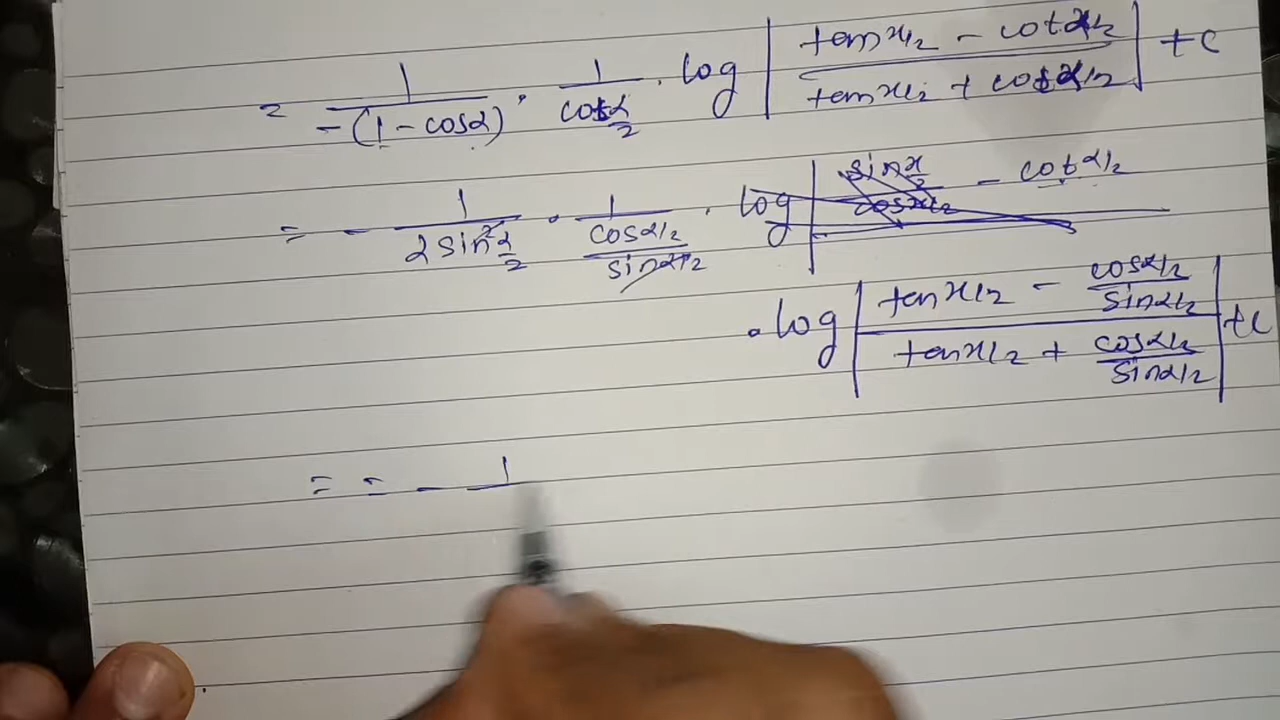 = 1/-(1 - cosα) · 1/cot α/2 · log | tan x/2 - cot α/2 / tan x/2 + cot α/2 | + c
= - 1/2 sin² α/2 · 1/(cos α/2 / sin α/2) · log | sin x/2 / cos x/2 - cot α/2
· log | tan x/2 - cos α/2 / sin α/2 / tan x/2 + cos α/2 / sin α/2 | + c
= = - 1